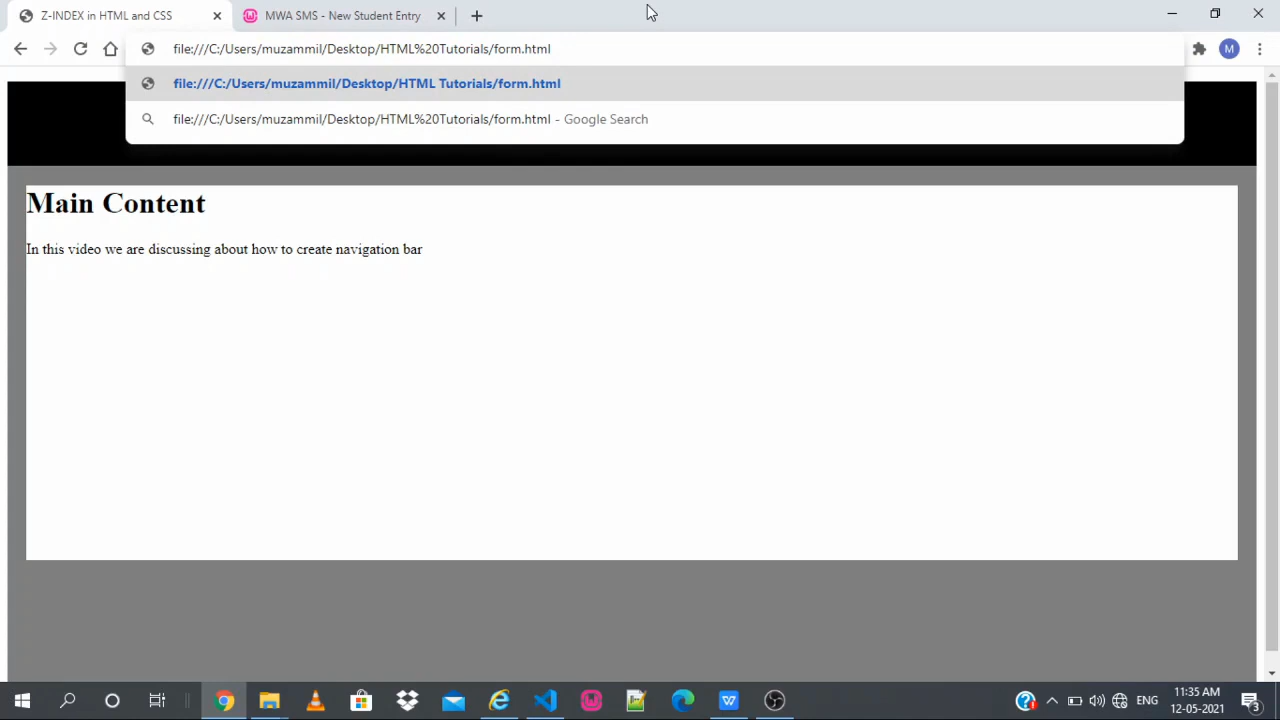 Z-INDEX in HTML and CSS
MWA SMS - New Student Entry
file:///C:/Users/muzammil/Desktop/HTML%20Tutorials/form.html
M
file:///C:/Users/muzammil/Desktop/HTML Tutorials/form.html
file:///C:/Users/muzammil/Desktop/HTML%20Tutorials/form.html - Google Search
Main Content
In this video we are discussing about how to create navigation bar
ENG
11:35 AM
12-05-2021
3